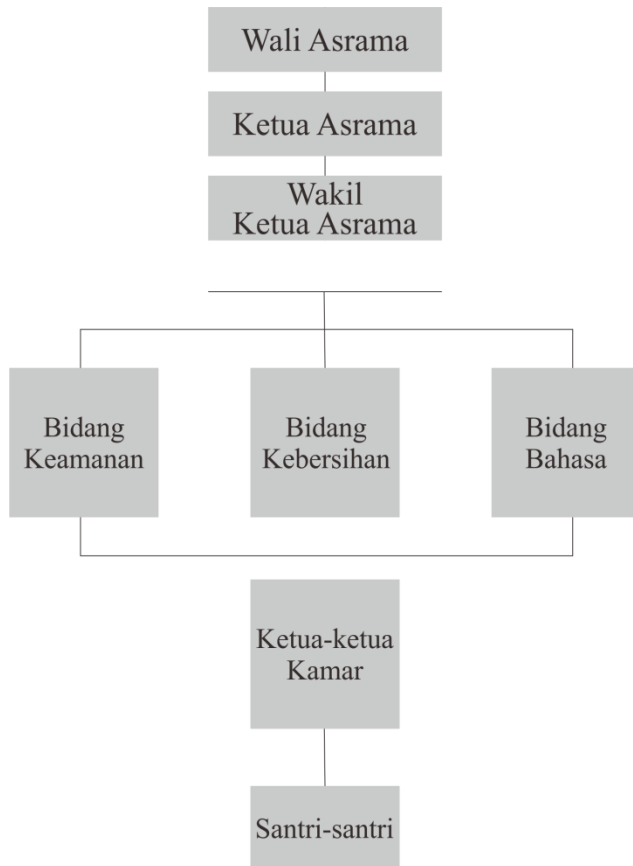 Wali Asrama
Ketua Asrama
Wakil
Ketua Asrama
Bidang
Keamanan
Bidang
Kebersihan
Bidang
Bahasa
Ketua-ketua
Kamar
Santri-santri